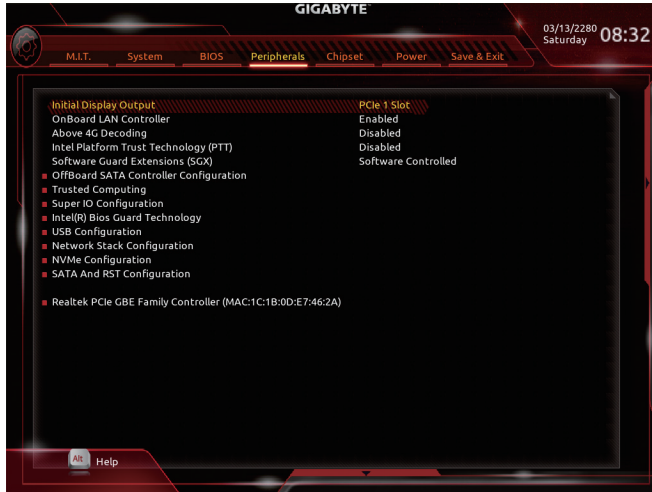 GIGABYTE™
03/13/2280
Saturday
08:32
M.I.T. System BIOS Peripherals Chipset Power Save & Exit
Initial Display Output PCIe 1 Slot
OnBoard LAN Controller Enabled
Above 4G Decoding Disabled
Intel Platform Trust Technology (PTT) Disabled
Software Guard Extensions (SGX) Software Controlled
OffBoard SATA Controller Configuration
Trusted Computing
Super IO Configuration
Intel(R) Bios Guard Technology
USB Configuration
Network Stack Configuration
NVMe Configuration
SATA And RST Configuration
Realtek PCIe GBE Family Controller (MAC:1C:1B:0D:E7:46:2A)
Alt Help